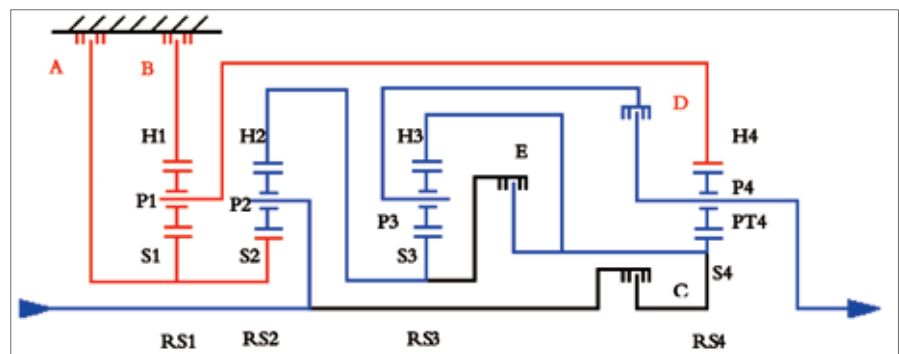 A B D
H1 H2 H3 E H4
P1 P2 P3 P4
PT4
S1 S2 S3 S4
C
RS1 RS2 RS3 RS4